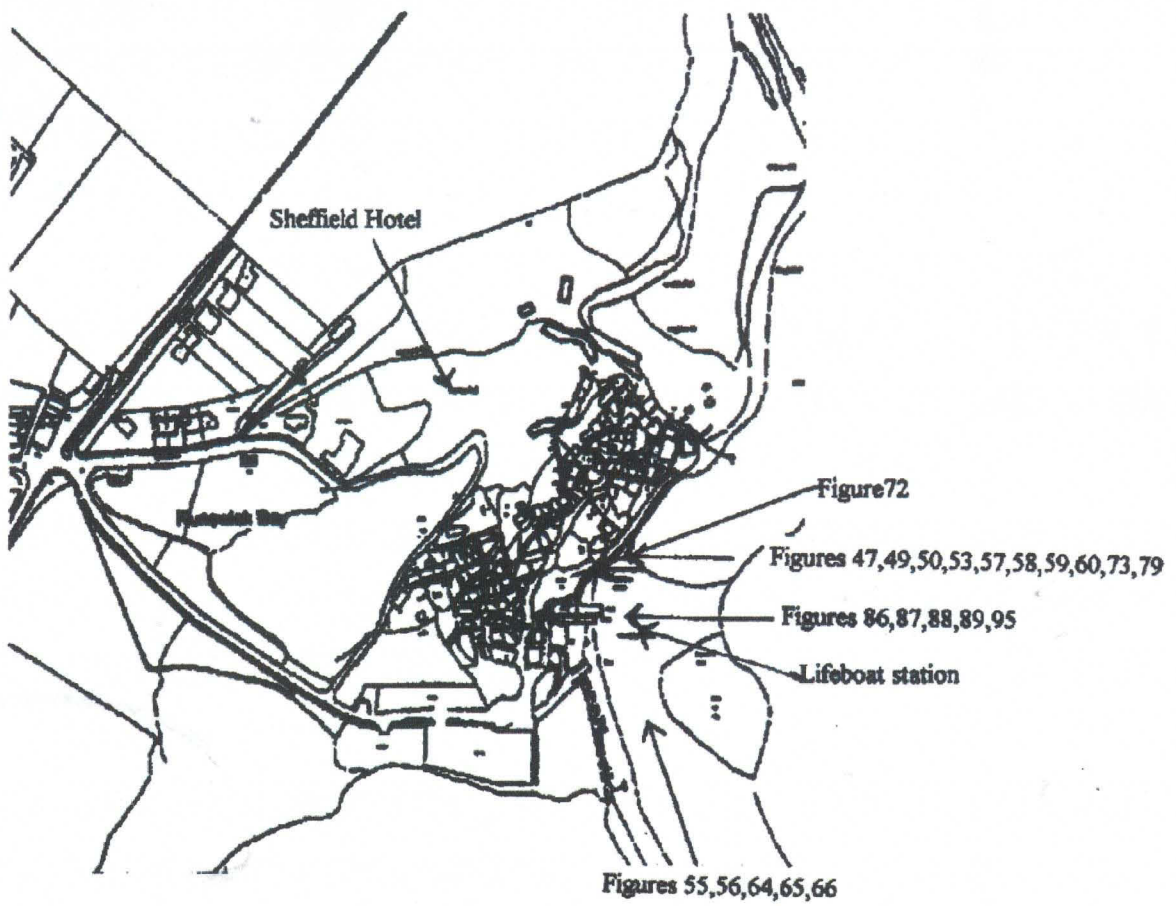 Sheffield Hotel
Figure72
Figures 47,49,50,53,57,58,59,60,73,79
Figures 86,87,88,89,95
Lifeboat station
Figures 55,56,64,65,66